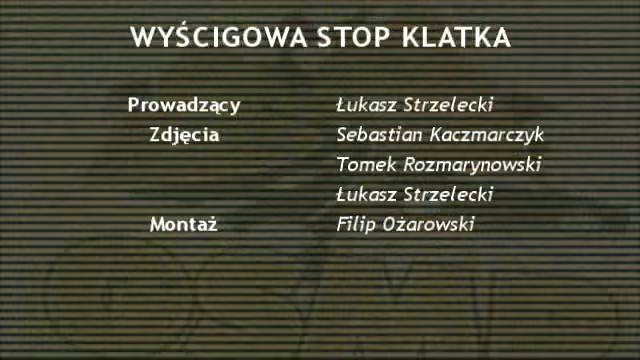 WYŚCIGOWA STOP KLATKA
Prowadzący Łukasz Strzelecki
Zdjęcia Sebastian Kaczmarczyk
Tomek Rozmarynowski
Łukasz Strzelecki
Montaż Filip Ożarowski